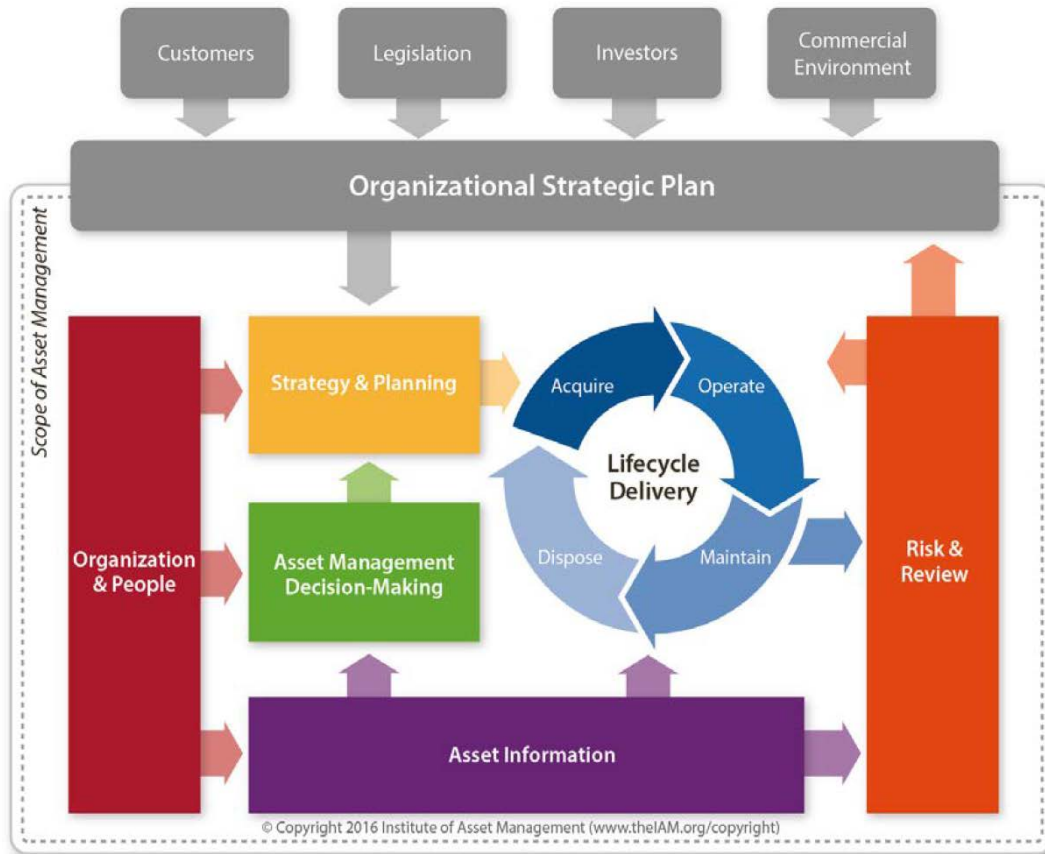 Customers
Legislation
Investors
Commercial
Environment
Organizational Strategic Plan
Scope of Asset Management
Strategy & Planning
Acquire
Operate
Lifecycle
Delivery
Organization
& People
Asset Management
Decision-Making
Dispose
Maintain
Risk &
Review
Asset Information
© Copyright 2016 Institute of Asset Management (www.theIAM.org/copyright)